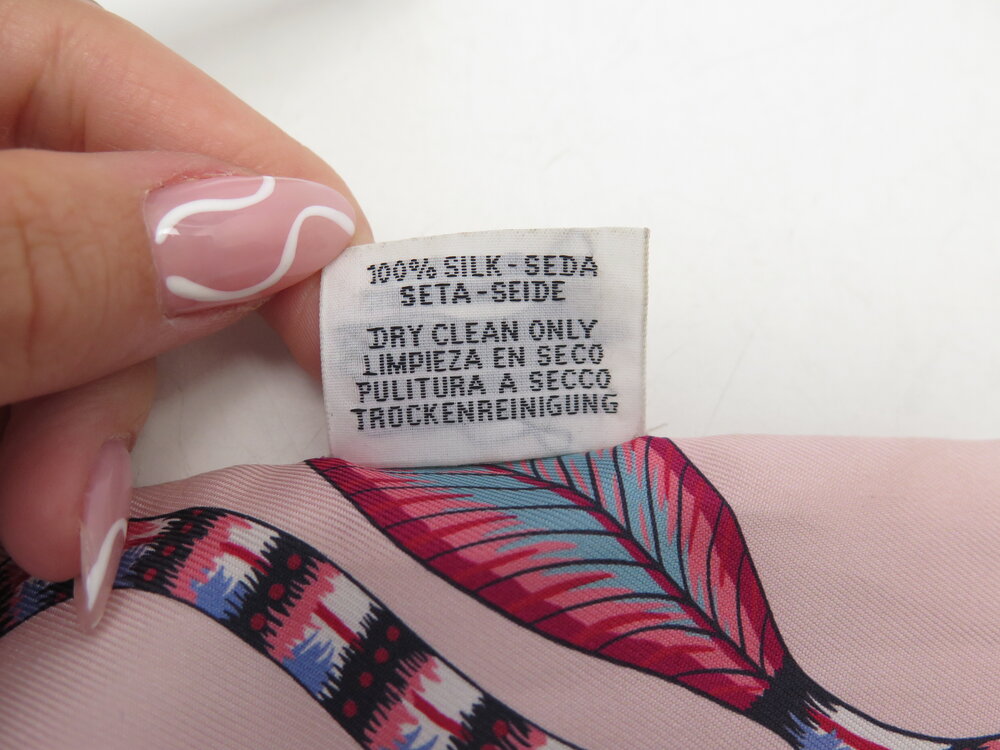 100% SILK - SEDA
SETA - SEIDE
DRY CLEAN ONLY
LIMPIEZA EN SECO
PULITURA A SECCO
TROCKENREINIGUNG